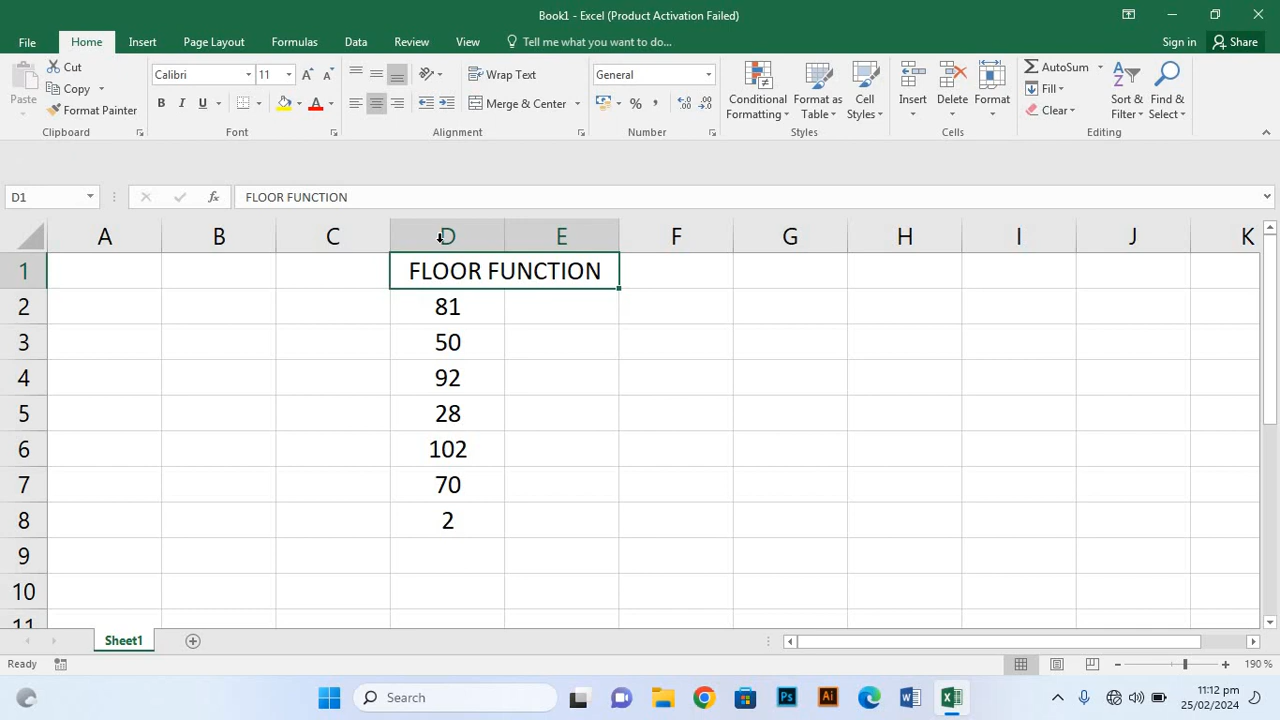 Book1 - Excel (Product Activation Failed)
File Home Insert Page Layout Formulas Data Review View Tell me what you want to do... Sign in Share
Paste
Cut
Copy
Format Painter
Clipboard
Calibri 11
B I U
Font
Wrap Text
Merge & Center
Alignment
General
%
Number
Conditional Formatting
Format as Table
Cell Styles
Styles
Insert
Delete
Format
Cells
AutoSum
Fill
Clear
Sort & Filter
Find & Select
Editing
D1 fx FLOOR FUNCTION
A B C D E F G H I J K
1 FLOOR FUNCTION
2 81
3 50
4 92
5 28
6 102
7 70
8 2
9
10
11
Sheet1
Ready 190 %
Search
Ps
Ai
11:12 pm
25/02/2024